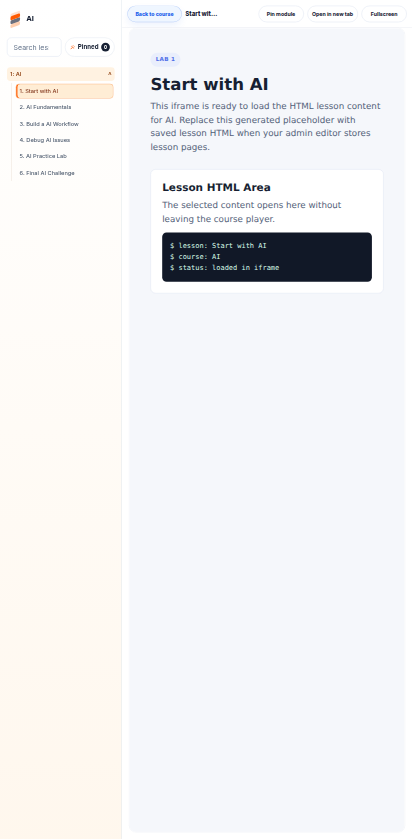 AI
Search les
Pinned 0
1: AI
1. Start with AI
2. AI Fundamentals
3. Build a AI Workflow
4. Debug AI Issues
5. AI Practice Lab
6. Final AI Challenge
Back to course
Start wit...
Pin module
Open in new tab
Fullscreen
LAB 1
Start with AI
This iframe is ready to load the HTML lesson content
for AI. Replace this generated placeholder with
saved lesson HTML when your admin editor stores
lesson pages.
Lesson HTML Area
The selected content opens here without
leaving the course player.
$ lesson: Start with AI
$ course: AI
$ status: loaded in iframe